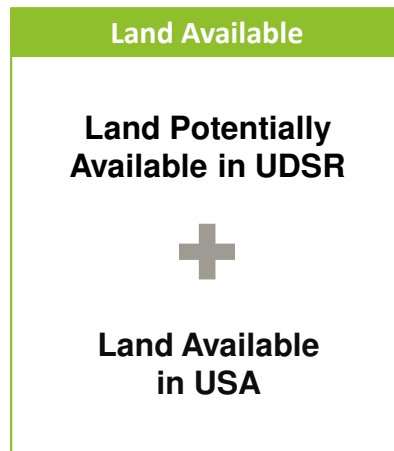 Land Available
Land Potentially
Available in UDSR
+
Land Available
in USA